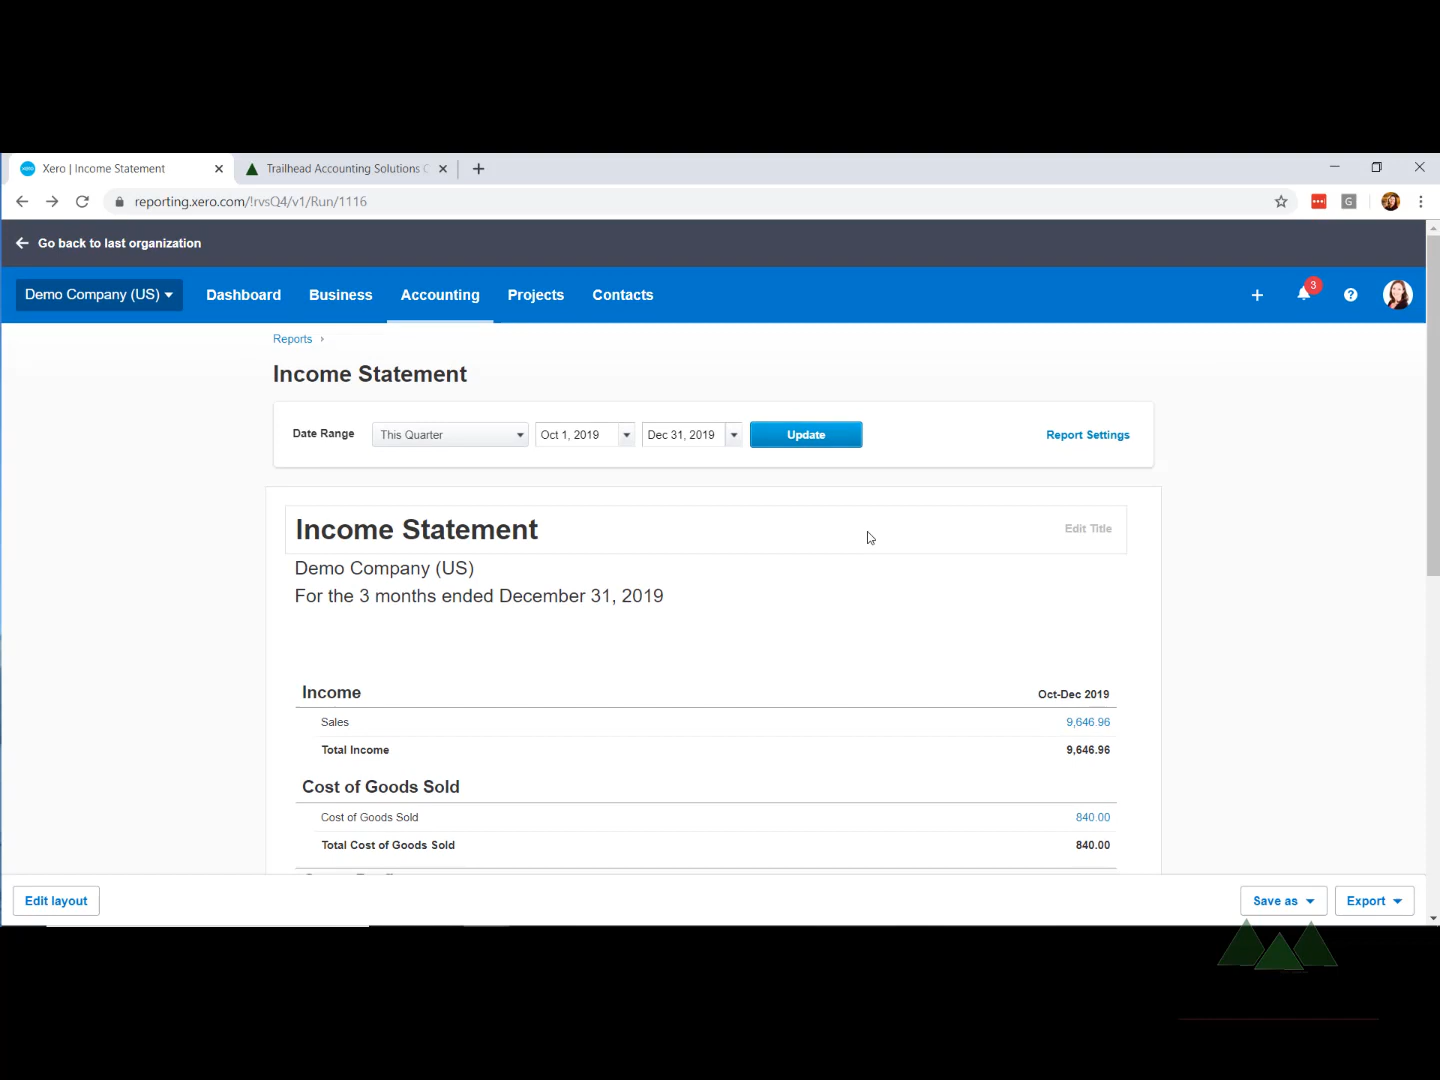 Xero | Income Statement
Trailhead Accounting Solutions
reporting.xero.com/!rvsQ4/v1/Run/1116
G
Go back to last organization
Demo Company (US)
Dashboard
Business
Accounting
Projects
Contacts
3
Reports
Income Statement
Date Range
This Quarter
Oct 1, 2019
Dec 31, 2019
Update
Report Settings
Income Statement
Edit Title
Demo Company (US)
For the 3 months ended December 31, 2019
Income Oct-Dec 2019
Sales 9,646.96
Total Income 9,646.96
Cost of Goods Sold
Cost of Goods Sold 840.00
Total Cost of Goods Sold 840.00
Edit layout
Save as
Export